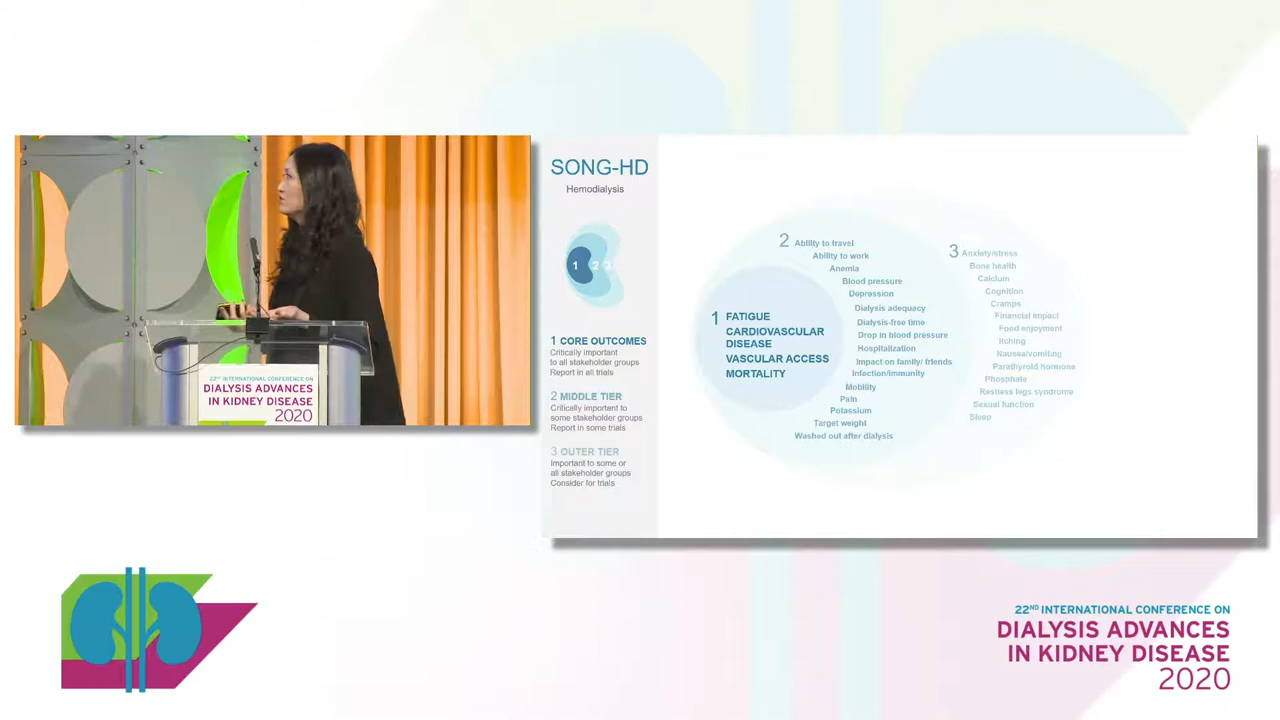 22ND INTERNATIONAL CONFERENCE ON
DIALYSIS ADVANCES
IN KIDNEY DISEASE
2020
SONG-HD
Hemodialysis
1 2 3
1 CORE OUTCOMES
Critically important
to all stakeholder groups
Report in all trials
2 MIDDLE TIER
Critically important to
some stakeholder groups
Report in some trials
3 OUTER TIER
Important to some or
all stakeholder groups
Consider for trials
1 FATIGUE
CARDIOVASCULAR
DISEASE
VASCULAR ACCESS
MORTALITY
2 Ability to travel
Ability to work
Anemia
Blood pressure
Depression
Dialysis adequacy
Dialysis-free time
Drop in blood pressure
Hospitalization
Impact on family/ friends
Infection/immunity
Mobility
Pain
Potassium
Target weight
Washed out after dialysis
3 Anxiety/stress
Bone health
Calcium
Cognition
Cramps
Financial impact
Food enjoyment
Itching
Nausea/vomiting
Parathyroid hormone
Phosphate
Restless legs syndrome
Sexual function
Sleep
22ND INTERNATIONAL CONFERENCE ON
DIALYSIS ADVANCES
IN KIDNEY DISEASE
2020